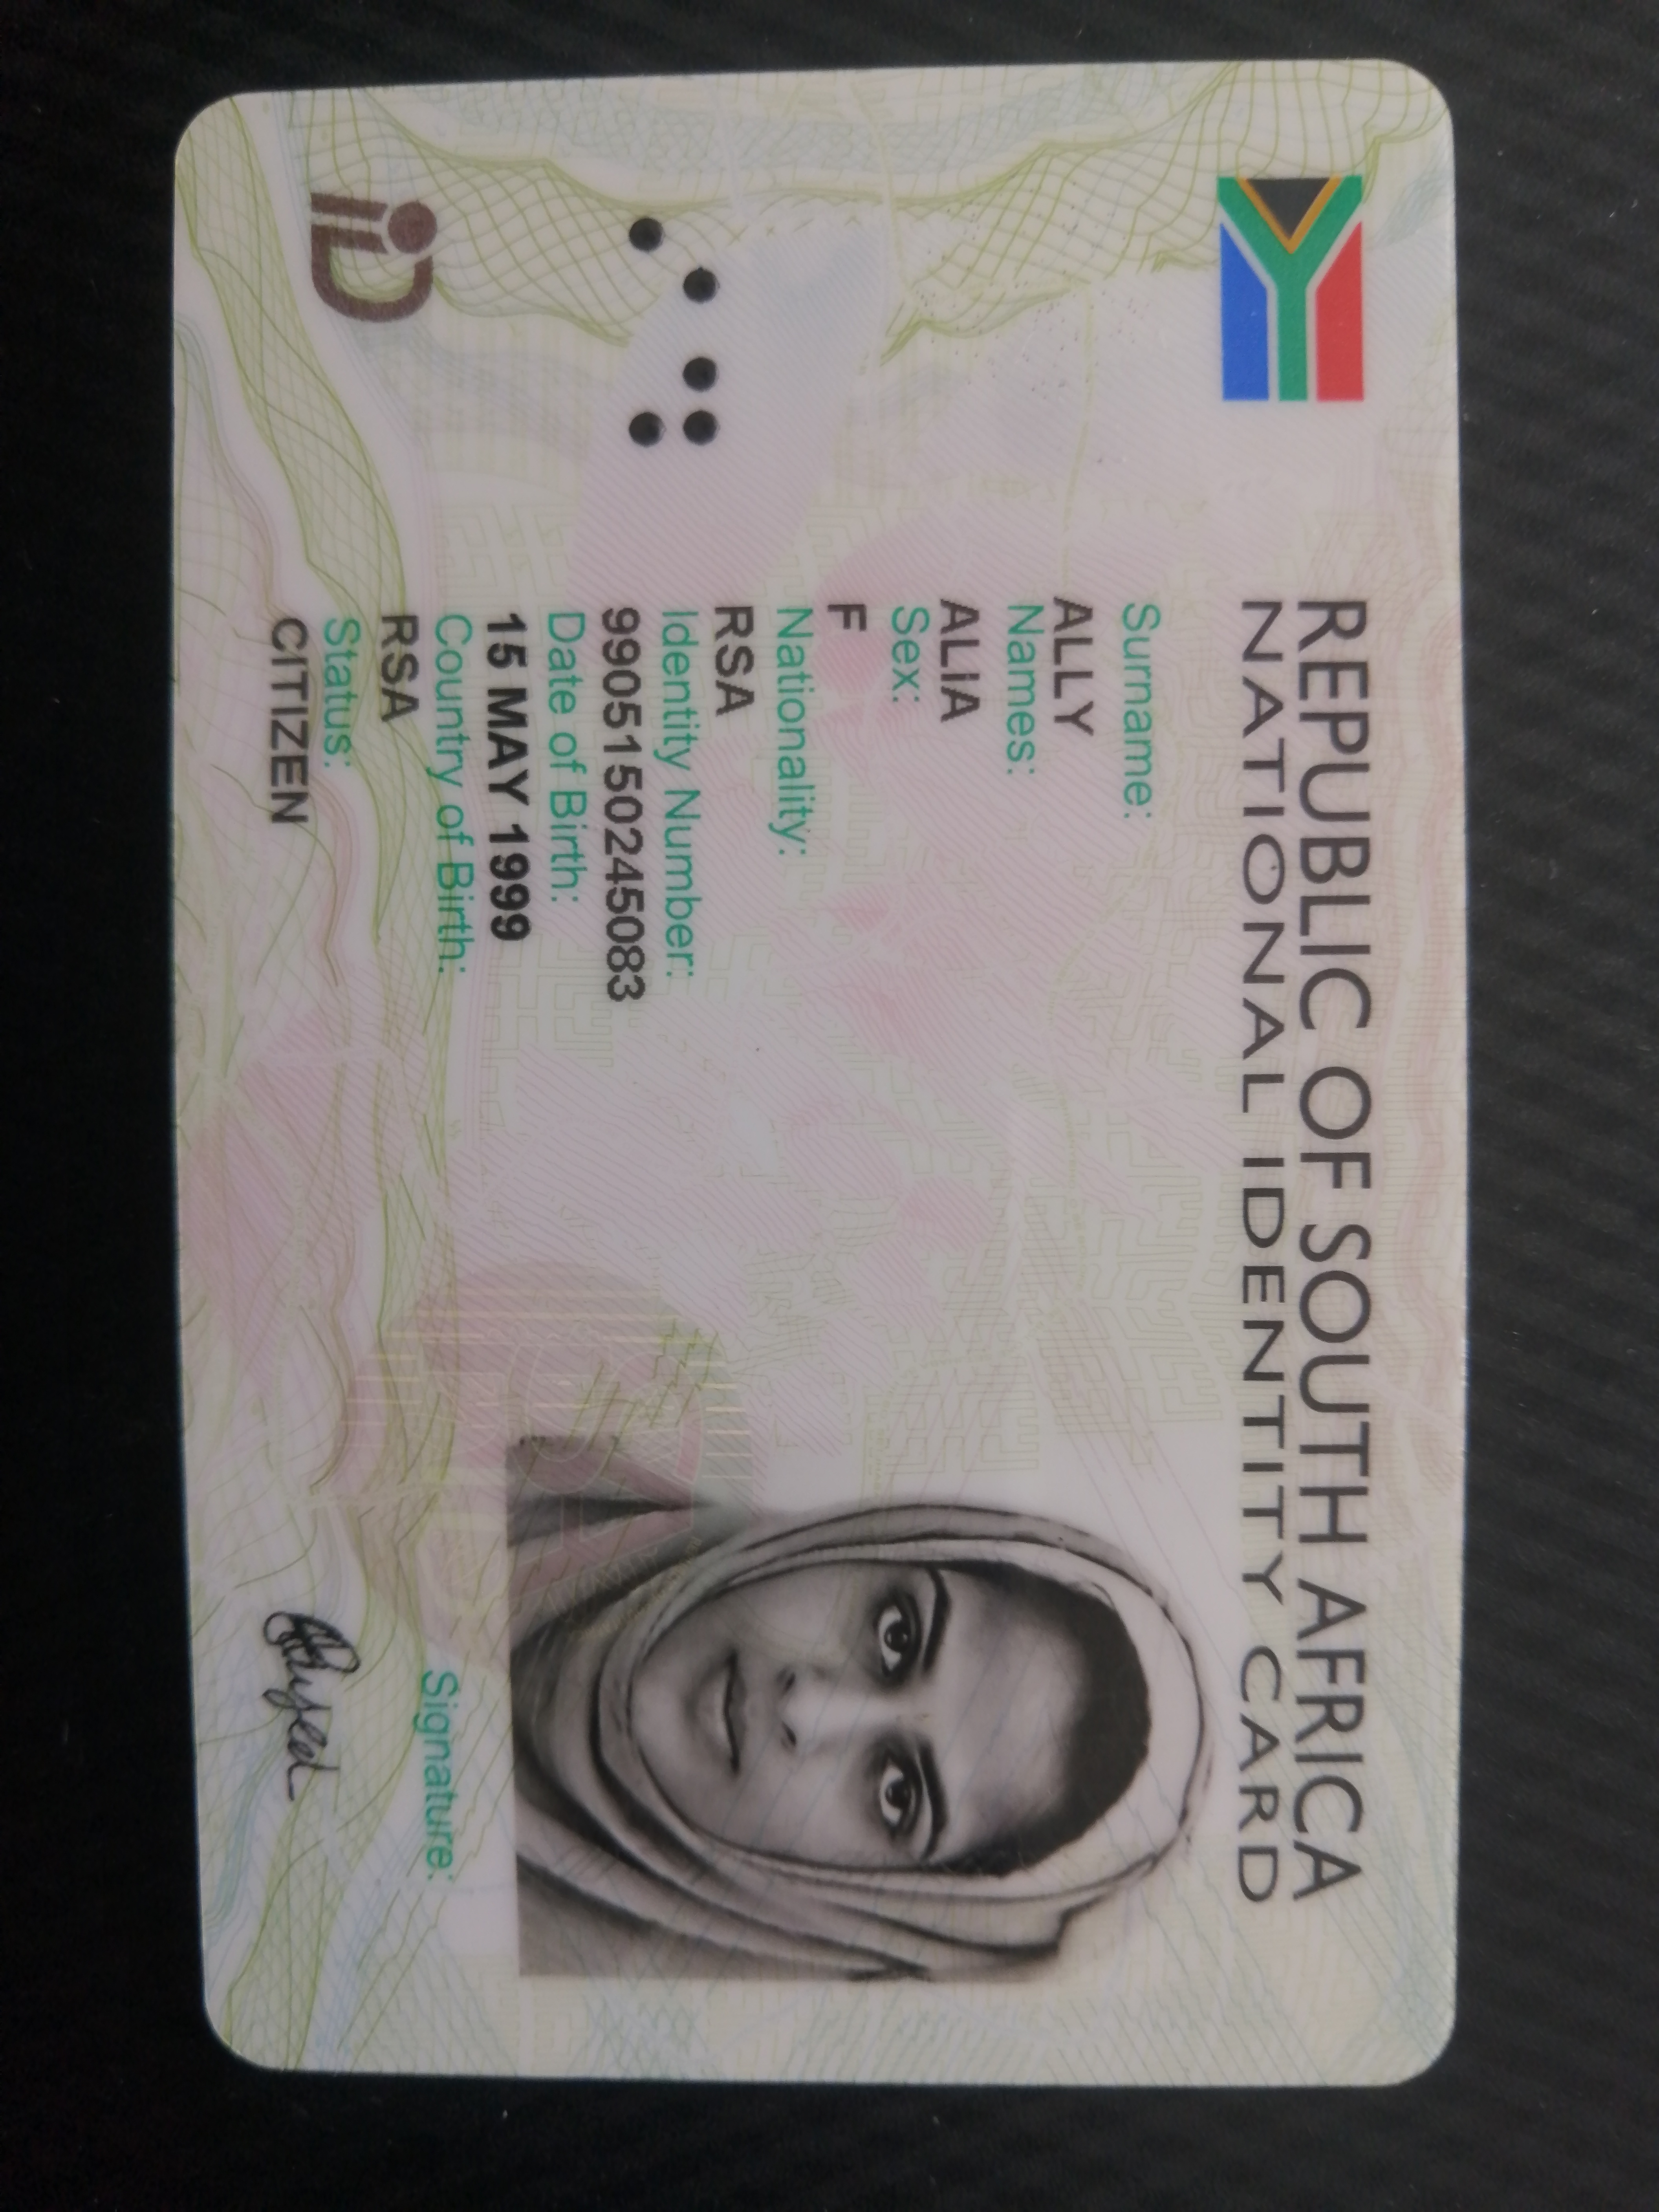 REPUBLIC OF SOUTH AFRICA
NATIONAL IDENTITY CARD
Surname:
ALLY
Names:
ALiA
Sex:
F
Nationality:
RSA
Identity Number:
9905150245083
Date of Birth:
15 MAY 1999
Country of Birth:
RSA
Status:
CITIZEN
Signature:
iD